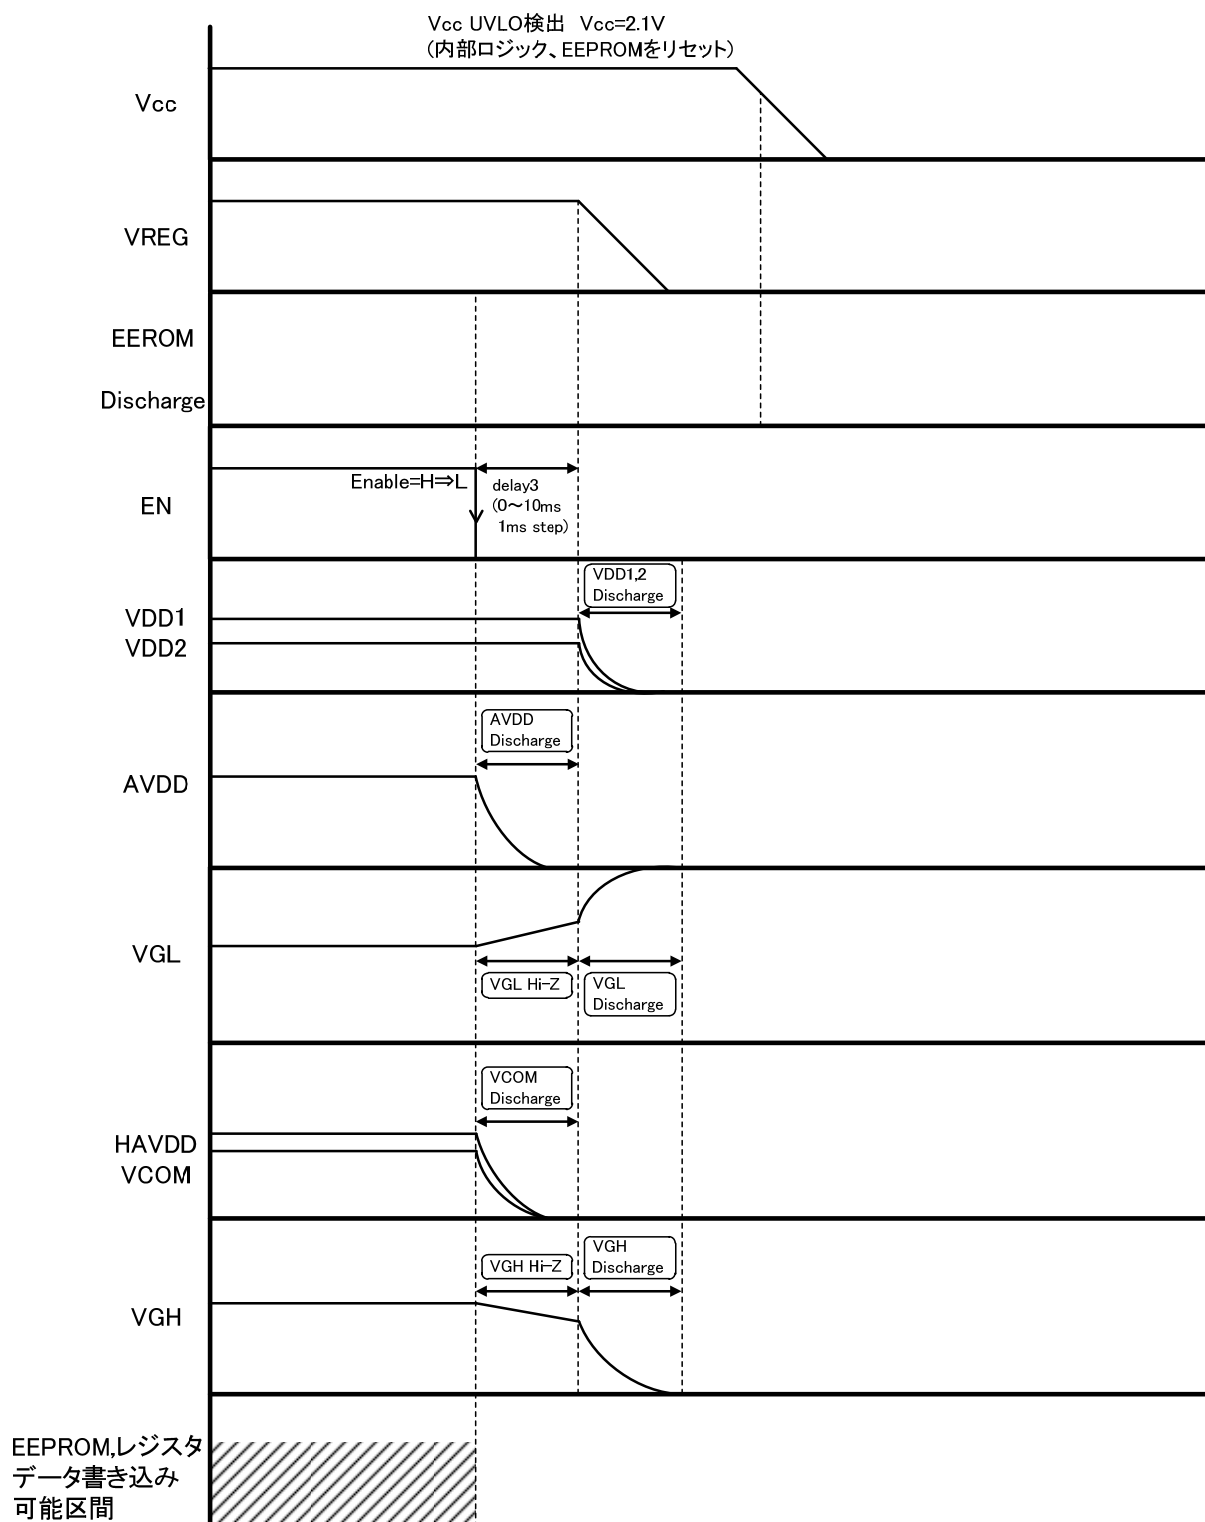 Vcc UVLO検出 Vcc=2.1V
(内部ロジック、EEPROMをリセット)
Vcc
VREG
EEROM
Discharge
Enable=H⇒L
delay3
(0～10ms
1ms step)
EN
VDD1,2
Discharge
VDD1
VDD2
AVDD
Discharge
AVDD
VGL
VGL Hi-Z
VGL
Discharge
VCOM
Discharge
HAVDD
VCOM
VGH Hi-Z
VGH
Discharge
VGH
EEPROM,レジスタ
データ書き込み
可能区間